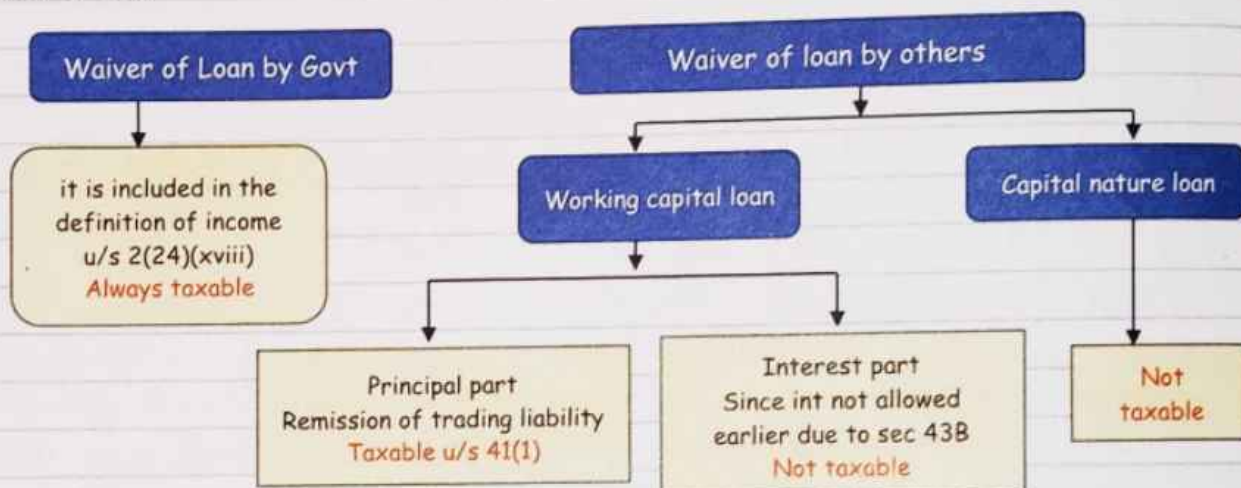 Waiver of Loan by Govt
it is included in the
definition of income
u/s 2(24)(xviii)
Always taxable
Waiver of loan by others
Working capital loan
Capital nature loan
Principal part
Remission of trading liability
Taxable u/s 41(1)
Interest part
Since int not allowed
earlier due to sec 43B
Not taxable
Not
taxable